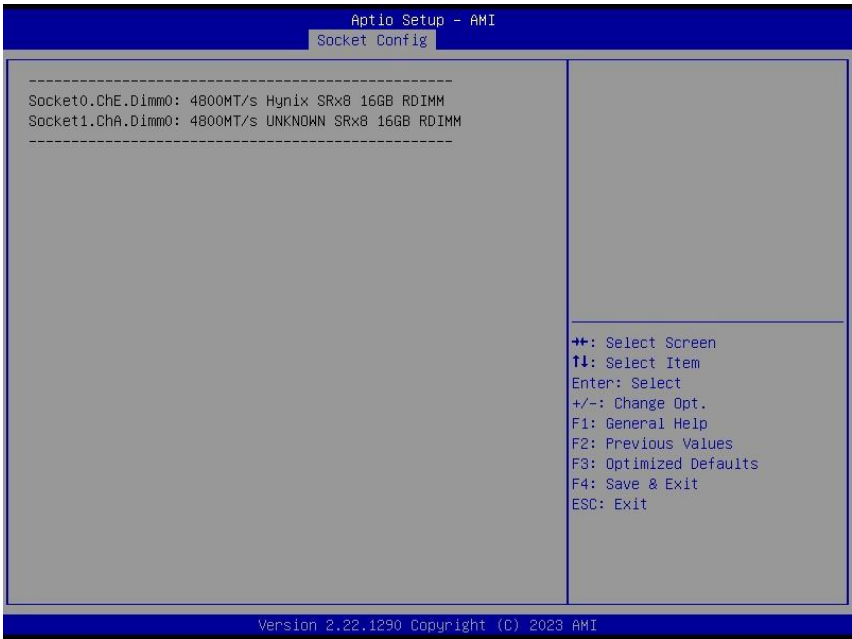 Aptio Setup – AMI
Socket Config
--------------------------------------------------
Socket0.ChE.Dimm0: 4800MT/s Hynix SRx8 16GB RDIMM
Socket1.ChA.Dimm0: 4800MT/s UNKNOWN SRx8 16GB RDIMM
--------------------------------------------------
→←: Select Screen
↑↓: Select Item
Enter: Select
+/-: Change Opt.
F1: General Help
F2: Previous Values
F3: Optimized Defaults
F4: Save & Exit
ESC: Exit
Version 2.22.1290 Copyright (C) 2023 AMI